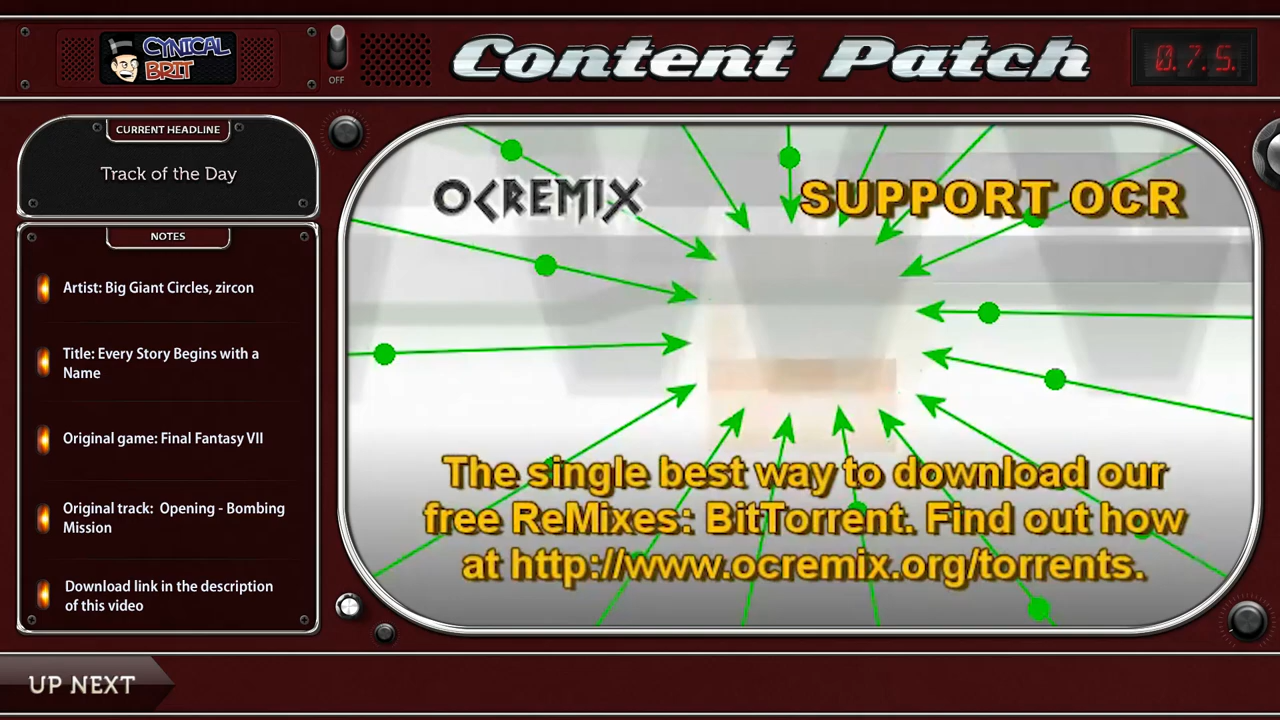 CYNICAL
BRIT
OFF
Content Patch
0.7.5.
CURRENT HEADLINE
Track of the Day
NOTES
Artist: Big Giant Circles, zircon
Title: Every Story Begins with a
Name
Original game: Final Fantasy VII
Original track:  Opening - Bombing
Mission
Download link in the description
of this video
OCREMIX
SUPPORT OCR
The single best way to download our
free ReMixes: BitTorrent. Find out how
at http://www.ocremix.org/torrents.
UP NEXT